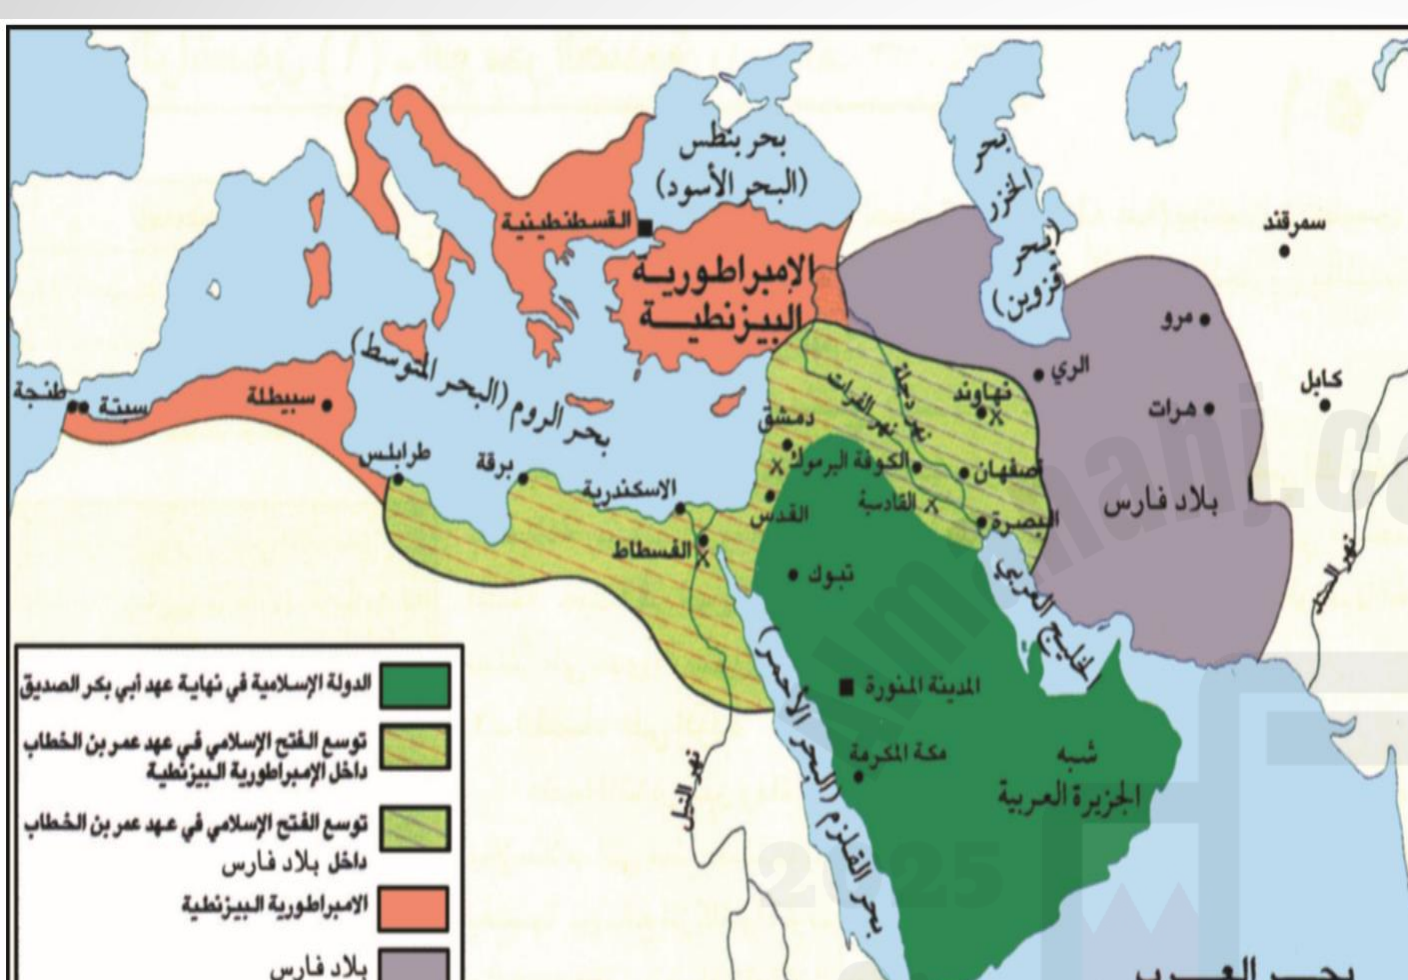 بحر بنطس
(البحر الأسود)
بحر
الخزر
(بحر
قزوين)
سمرقند
القسطنطينية
الإمبراطورية
البيزنطية
مرو
الري
كابل
هرات
نهاوند
نهر دجلة
نهر الفرات
دمشق
طنجة
سبتة
سبيطلة
بحر الروم (البحر المتوسط)
طرابلس
برقة
الاسكندرية
اليرموك
الكوفة
اصفهان
القادسية
القدس
البصرة
بلاد فارس
الفسطاط
تبوك
الخليج العربي
نهر السند
المدينة المنورة
مكة المكرمة
شبه
الجزيرة العربية
بحر القلزم (البحر الأحمر)
نهر النيل
بحر العرب
الدولة الإسلامية في نهاية عهد أبي بكر الصديق
توسع الفتح الإسلامي في عهد عمر بن الخطاب
داخل الإمبراطورية البيزنطية
توسع الفتح الإسلامي في عهد عمر بن الخطاب
داخل بلاد فارس
الامبراطورية البيزنطية
بلاد فارس
2025